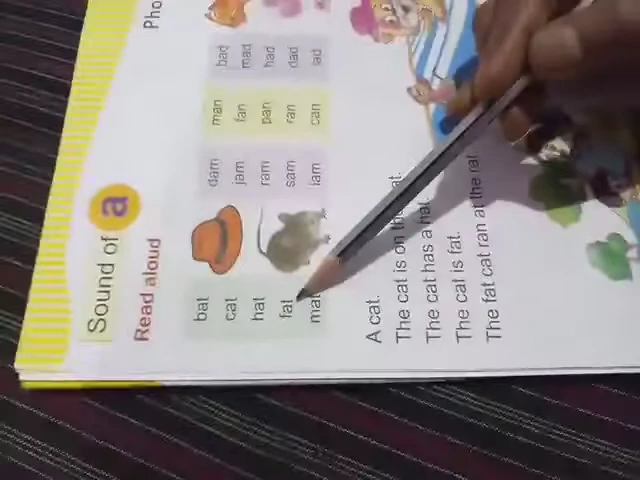 Pho
Sound of a
Read aloud
bat
cat
hat
fat
mat
dam
jam
ram
sam
man
fan
pan
ran
can
bad
mad
had
dad
A cat.
The cat is on the
The cat has a hat.
The cat is fat.
The fat cat ran at the rat